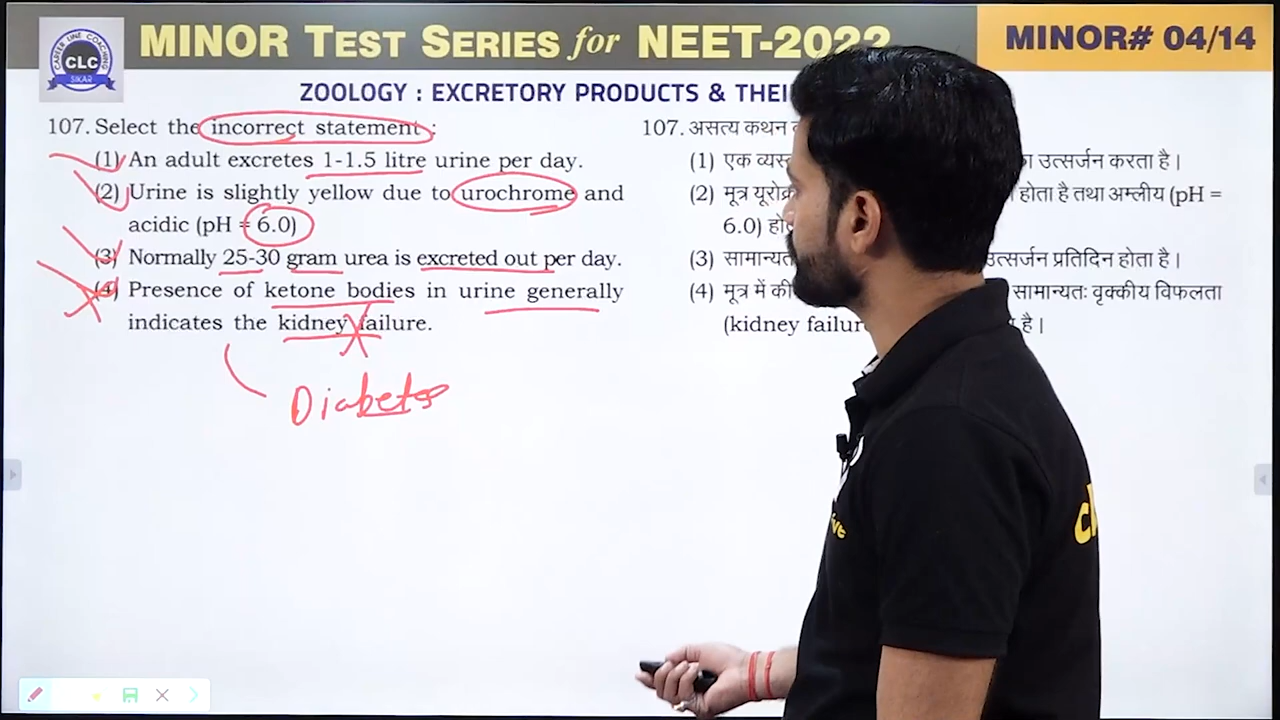 MINOR TEST SERIES for NEET-2022
MINOR# 04/14
CAREER LINE COACHING
CLC
SIKAR
ZOOLOGY : EXCRETORY PRODUCTS &
107. Select the incorrect statement :
(1) An adult excretes 1-1.5 litre urine per day.
(2) Urine is slightly yellow due to urochrome and
acidic (pH = 6.0)
(3) Normally 25-30 gram urea is excreted out per day.
(4) Presence of ketone bodies in urine generally
indicates the kidney failure.
Diabetes
107. असत्य कथन
(1) एक उत्सर्जन करता है।
(2) मूत्र होता है तथा अम्लीय (pH =
6.0)
(3) उत्सर्जन प्रतिदिन होता है।
(4) मूत्र में सामान्यतः वृक्कीय विफलता
(kidney है।